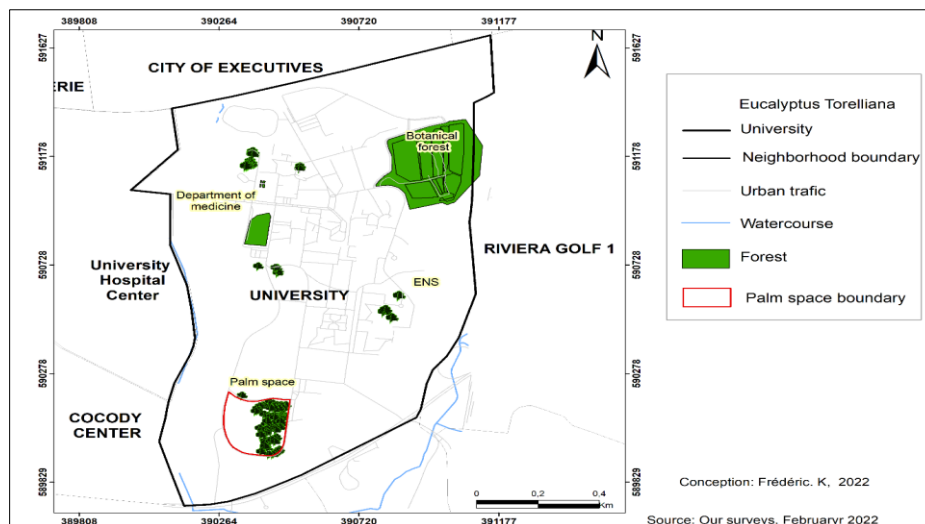 389808 390264 390720 391177
591627 591627
N
CITY OF EXECUTIVES
ERIE
Botanical
forest
591178 591178
Department of
medicine
Eucalyptus Torelliana
University
Neighborhood boundary
Urban trafic
Watercourse
Forest
Palm space boundary
RIVIERA GOLF 1
590728 590728
University
Hospital
Center
UNIVERSITY
ENS
590278 590278
Palm space
COCODY
CENTER
589829 589829
0 0,2 0,4
Km
389808 390264 390720 391177
Conception: Frédéric. K, 2022
Source: Our surveys, Februaryr 2022